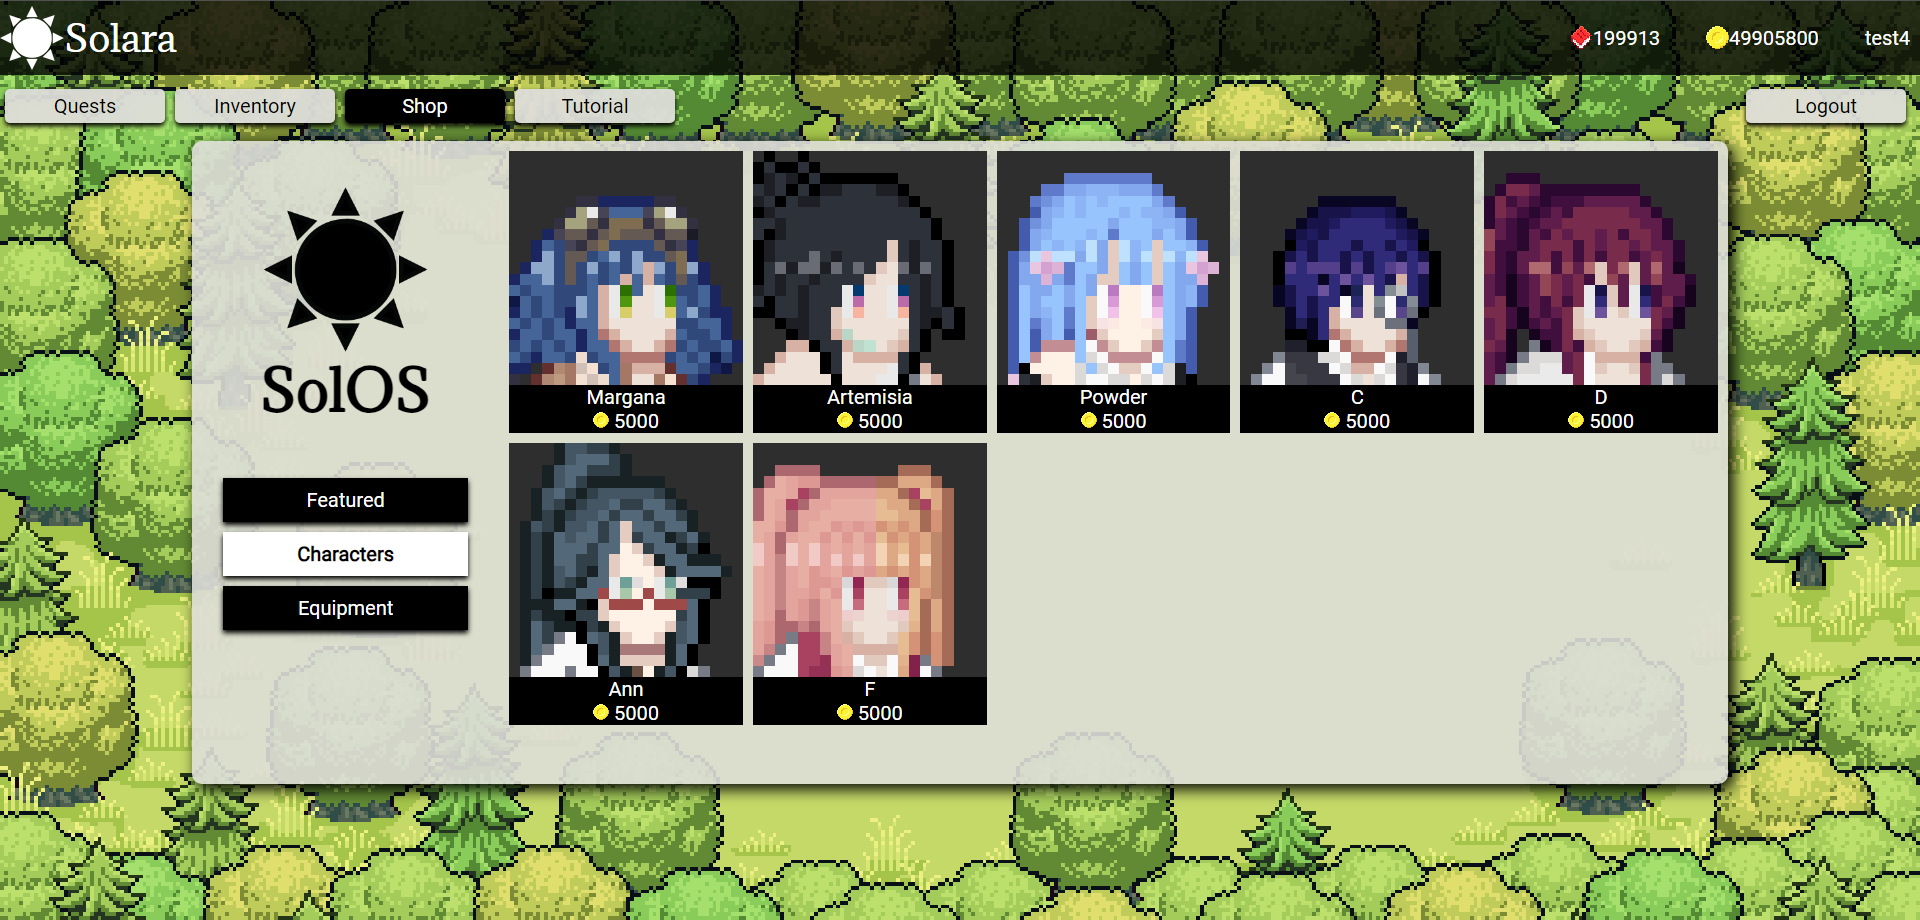 Solara
199913
49905800
test4
Quests
Inventory
Shop
Tutorial
Logout
SolOS
Featured
Characters
Equipment
Margana
5000
Artemisia
5000
Powder
5000
C
5000
D
5000
Ann
5000
F
5000